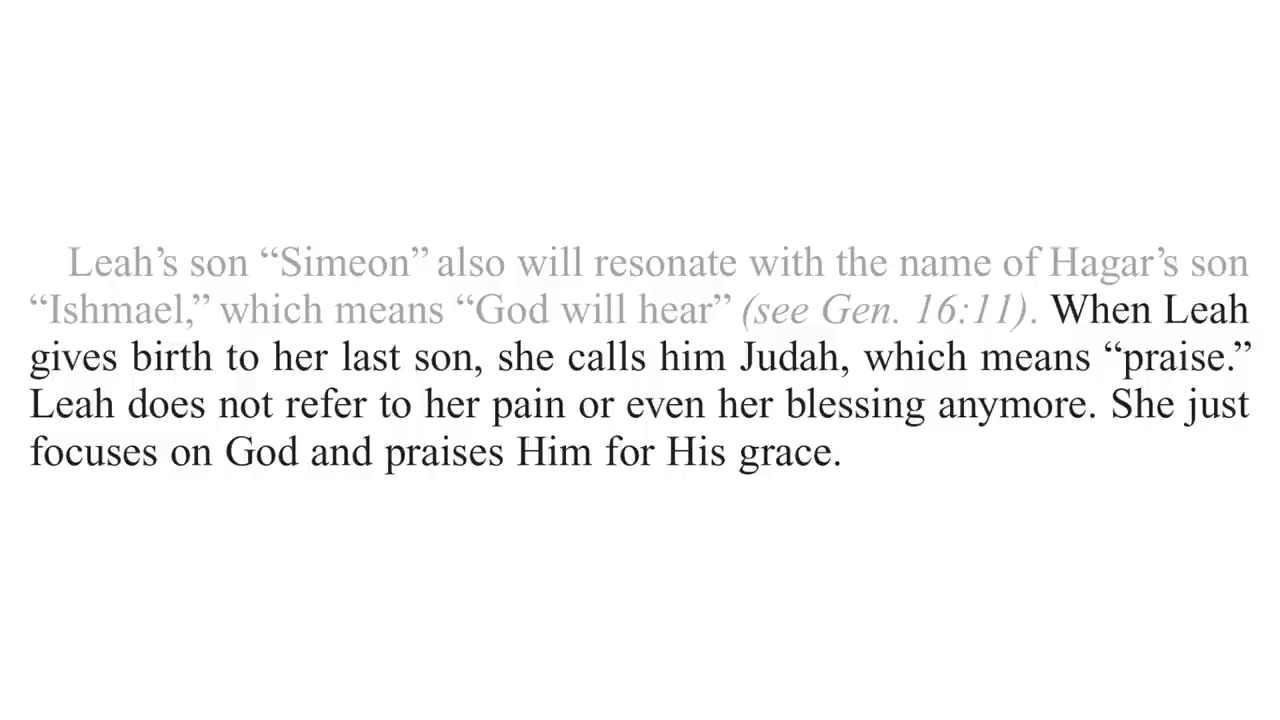 Leah’s son “Simeon” also will resonate with the name of Hagar’s son
“Ishmael,” which means “God will hear” (see Gen. 16:11). When Leah
gives birth to her last son, she calls him Judah, which means “praise.”
Leah does not refer to her pain or even her blessing anymore. She just
focuses on God and praises Him for His grace.